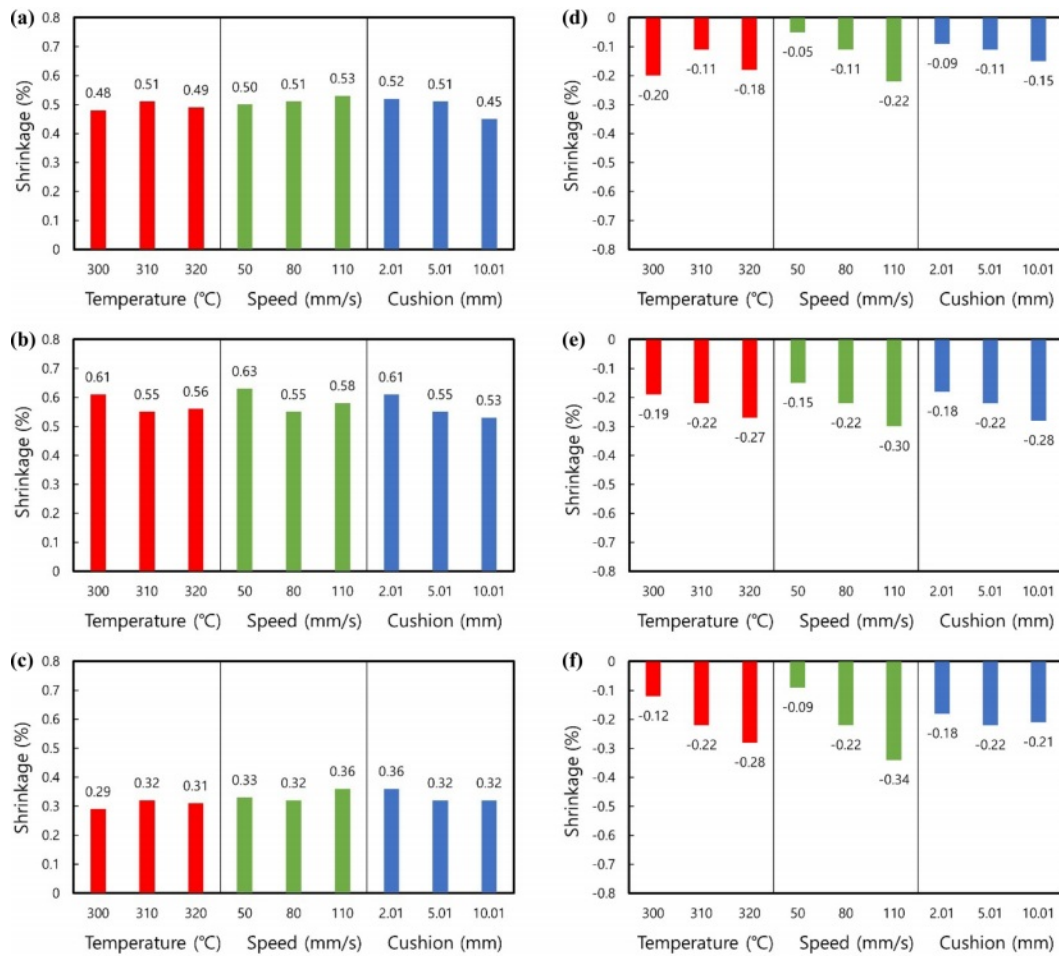 (a)
Shrinkage (%)
0.8
0.7
0.6
0.5
0.4
0.3
0.2
0.1
0
0.48 0.51 0.49 0.50 0.51 0.53 0.52 0.51 0.45
300 310 320 50 80 110 2.01 5.01 10.01
Temperature (℃) Speed (mm/s) Cushion (mm)
(d)
Shrinkage (%)
0
-0.1
-0.2
-0.3
-0.4
-0.5
-0.6
-0.7
-0.8
-0.20 -0.11 -0.18 -0.05 -0.11 -0.22 -0.09 -0.11 -0.15
300 310 320 50 80 110 2.01 5.01 10.01
Temperature (℃) Speed (mm/s) Cushion (mm)
(b)
Shrinkage (%)
0.8
0.7
0.6
0.5
0.4
0.3
0.2
0.1
0
0.61 0.55 0.56 0.63 0.55 0.58 0.61 0.55 0.53
300 310 320 50 80 110 2.01 5.01 10.01
Temperature (℃) Speed (mm/s) Cushion (mm)
(e)
Shrinkage (%)
0
-0.1
-0.2
-0.3
-0.4
-0.5
-0.6
-0.7
-0.8
-0.19 -0.22 -0.27 -0.15 -0.22 -0.30 -0.18 -0.22 -0.28
300 310 320 50 80 110 2.01 5.01 10.01
Temperature (℃) Speed (mm/s) Cushion (mm)
(c)
Shrinkage (%)
0.8
0.7
0.6
0.5
0.4
0.3
0.2
0.1
0
0.29 0.32 0.31 0.33 0.32 0.36 0.36 0.32 0.32
300 310 320 50 80 110 2.01 5.01 10.01
Temperature (℃) Speed (mm/s) Cushion (mm)
(f)
Shrinkage (%)
0
-0.1
-0.2
-0.3
-0.4
-0.5
-0.6
-0.7
-0.8
-0.12 -0.22 -0.28 -0.09 -0.22 -0.34 -0.18 -0.22 -0.21
300 310 320 50 80 110 2.01 5.01 10.01
Temperature (℃) Speed (mm/s) Cushion (mm)